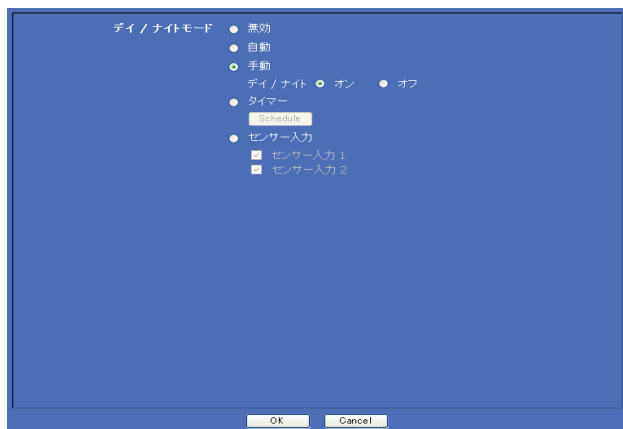 デイ / ナイトモード 無効
自動
手動
デイ / ナイト オン オフ
タイマー
Schedule
センサー入力
センサー入力 1
センサー入力 2
OK Cancel